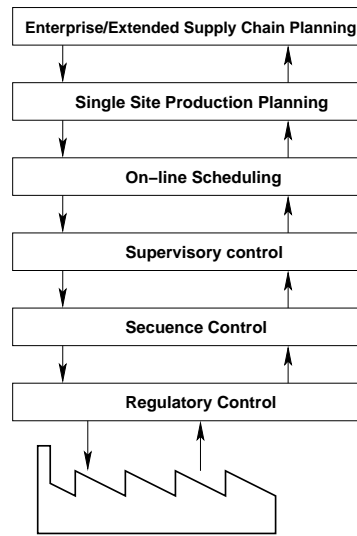 Enterprise/Extended Supply Chain Planning
Single Site Production Planning
On−line Scheduling
Supervisory control
Secuence Control
Regulatory Control